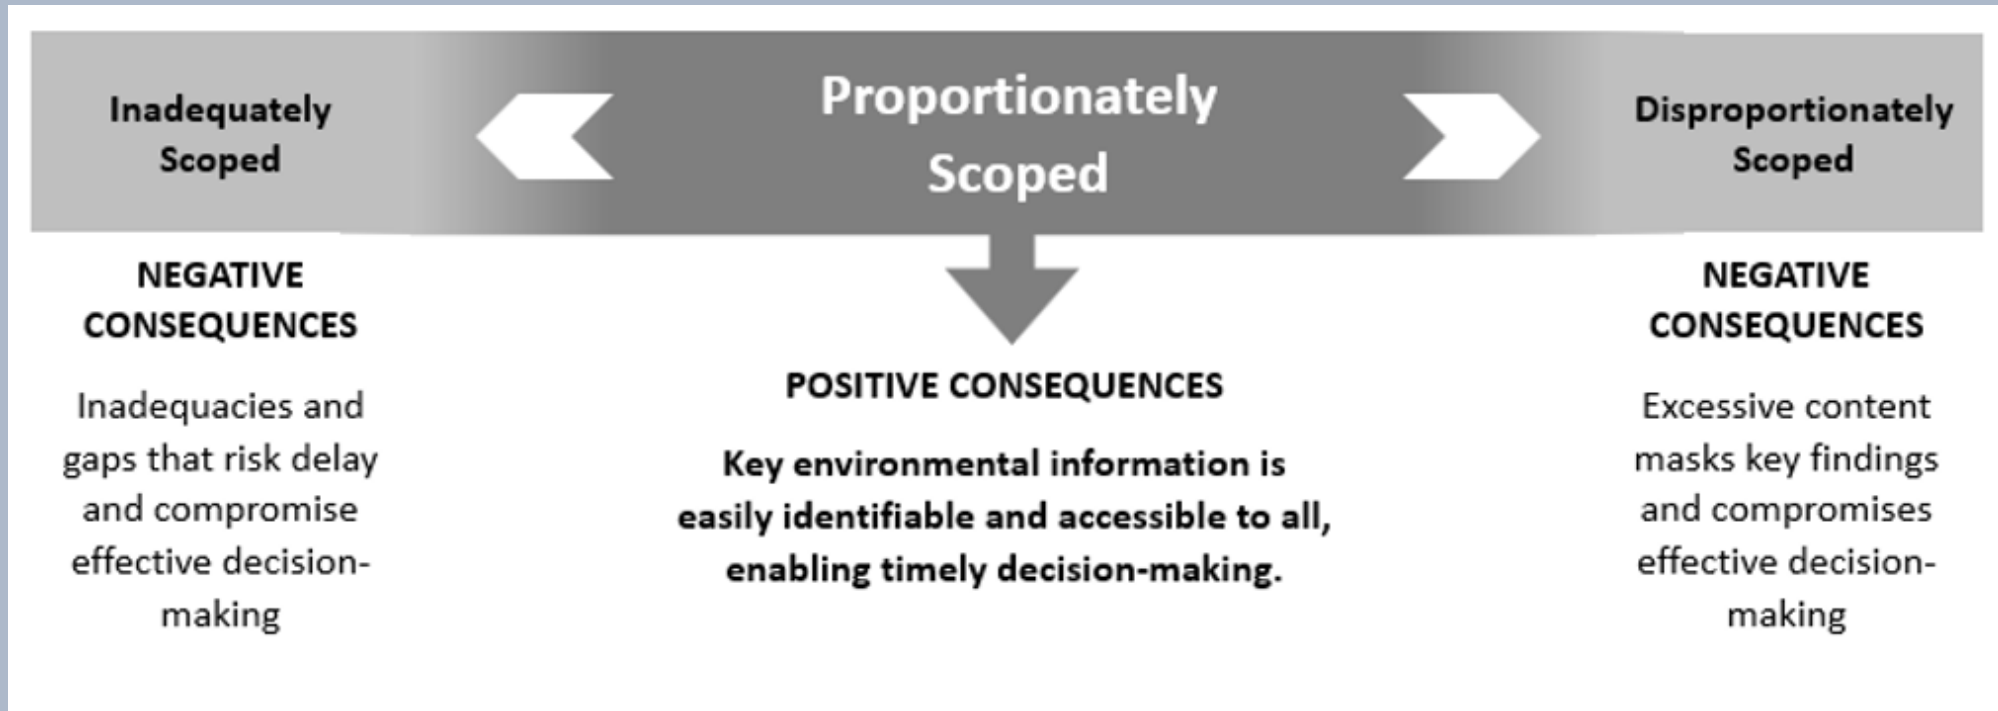 Inadequately
Scoped
Proportionately
Scoped
Disproportionately
Scoped
NEGATIVE
CONSEQUENCES
Inadequacies and
gaps that risk delay
and compromise
effective decision-
making
POSITIVE CONSEQUENCES
Key environmental information is
easily identifiable and accessible to all,
enabling timely decision-making.
NEGATIVE
CONSEQUENCES
Excessive content
masks key findings
and compromises
effective decision-
making